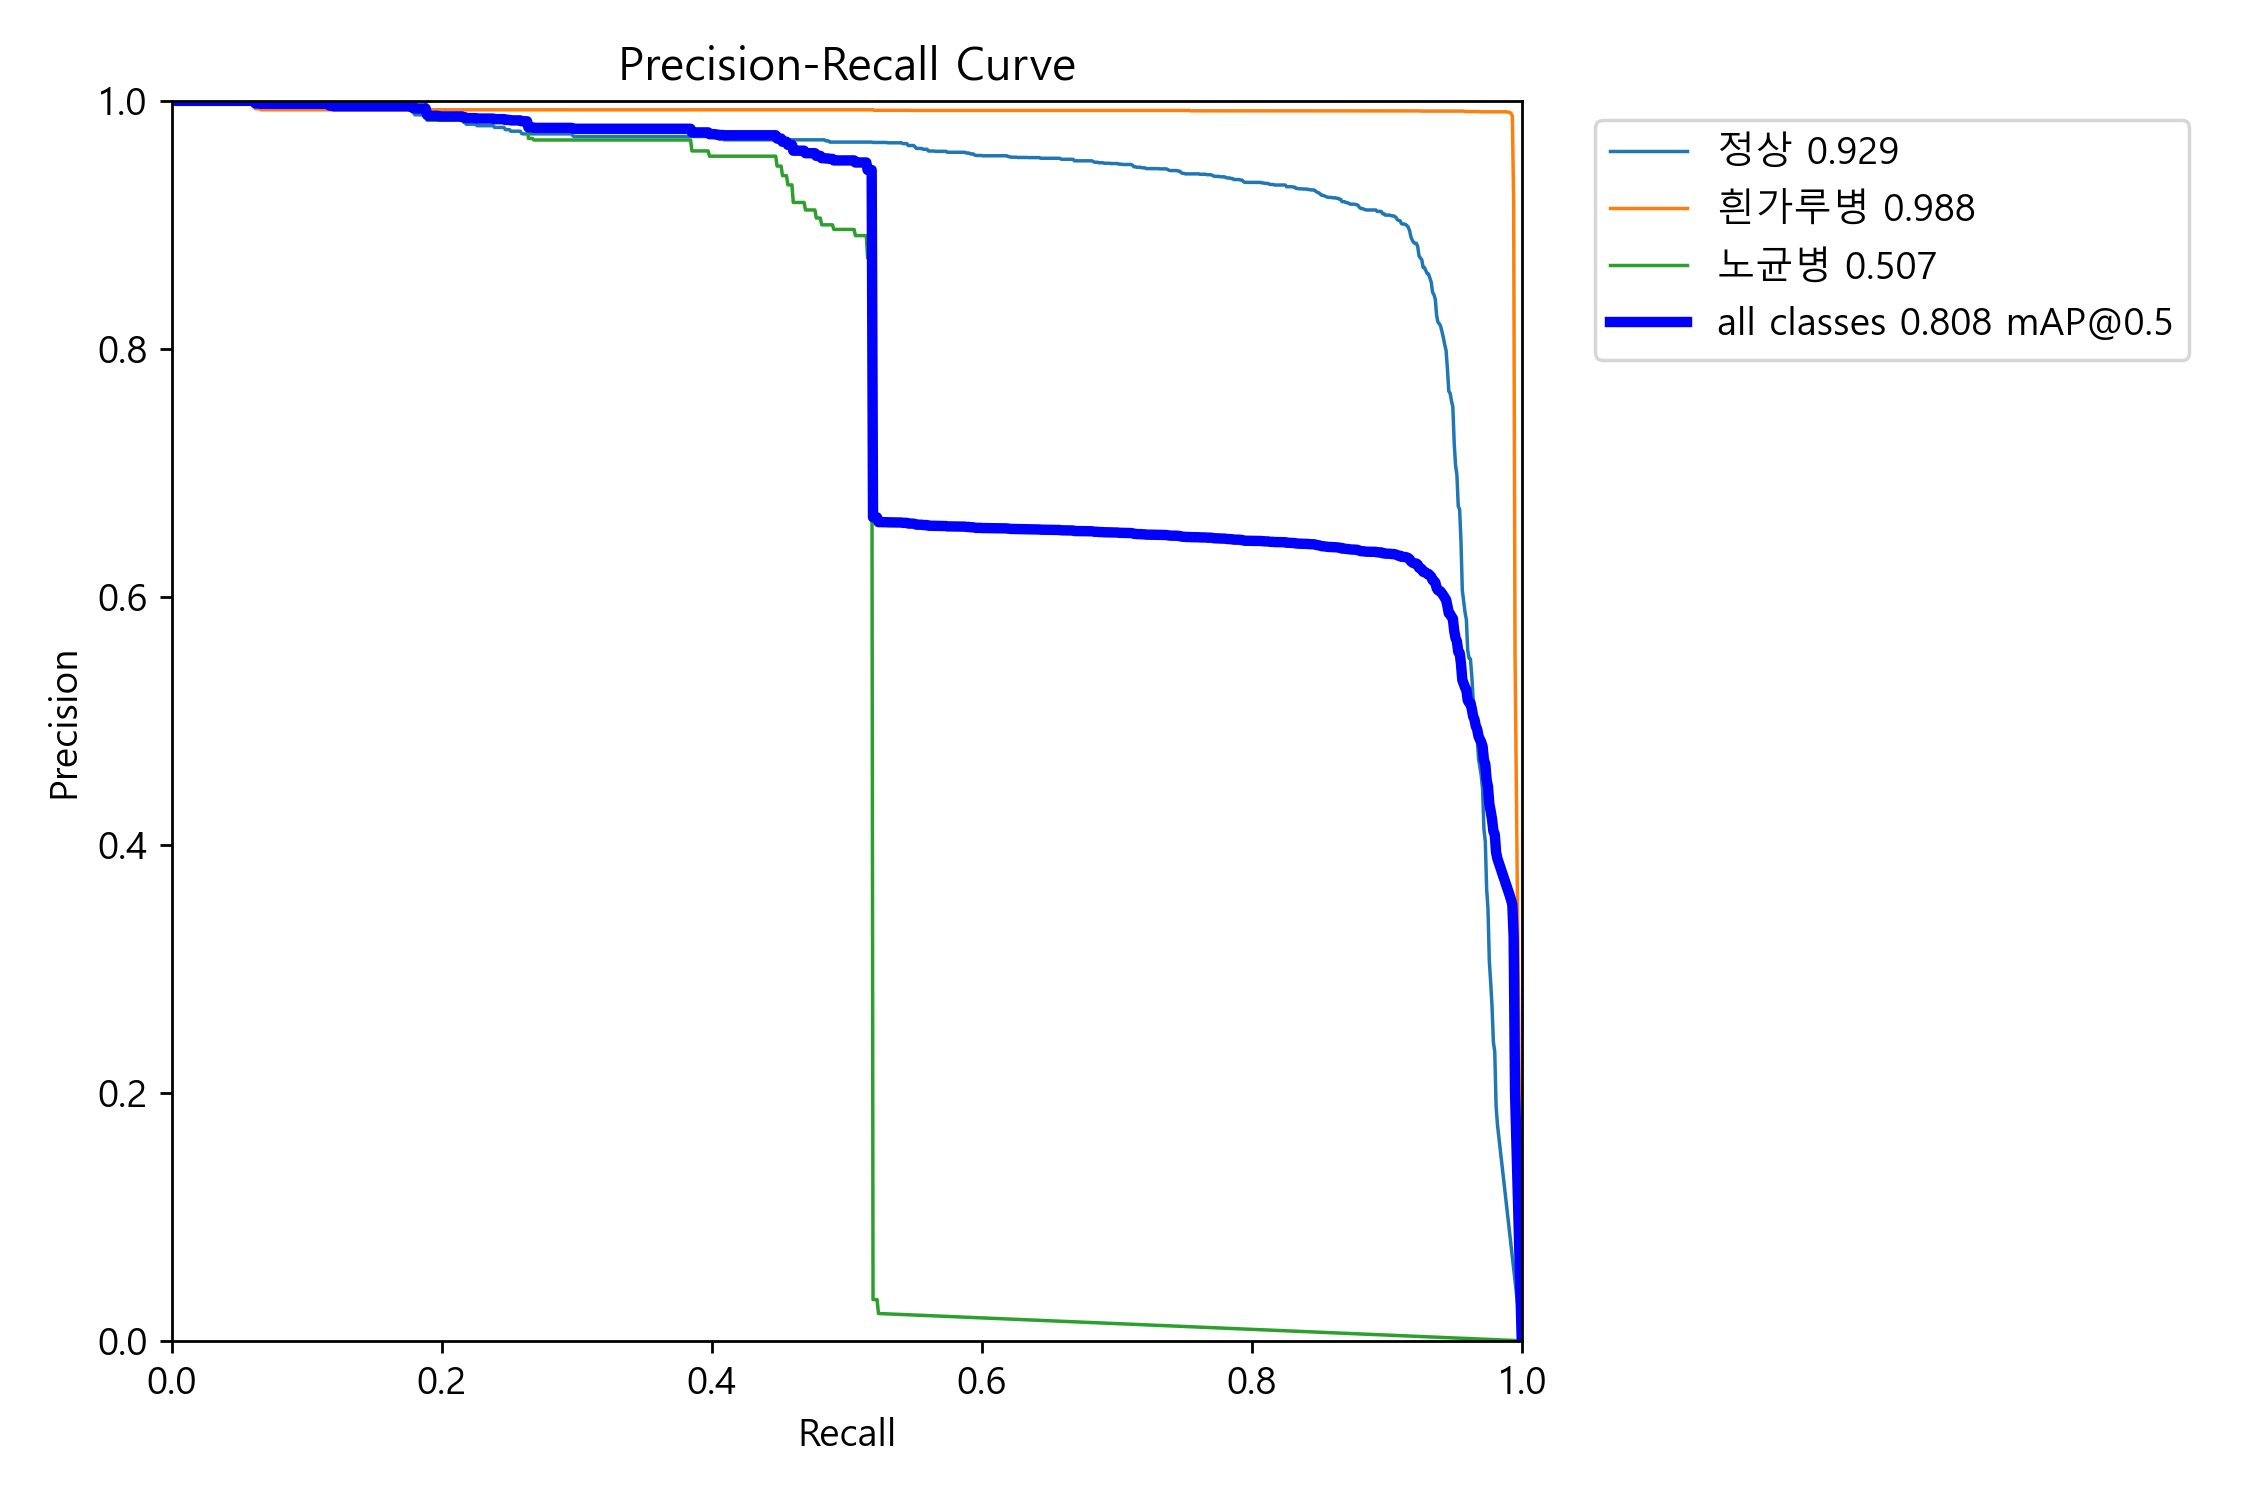 Precision-Recall Curve
1.0
0.8
0.6
0.4
0.2
0.0
Precision
0.0 0.2 0.4 0.6 0.8 1.0
Recall
정상 0.929
흰가루병 0.988
노균병 0.507
all classes 0.808 mAP@0.5